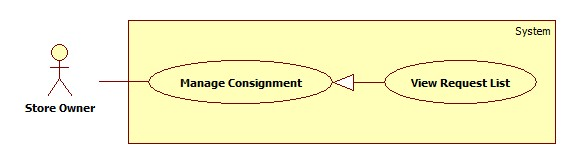 System
Manage Consignment
View Request List
Store Owner